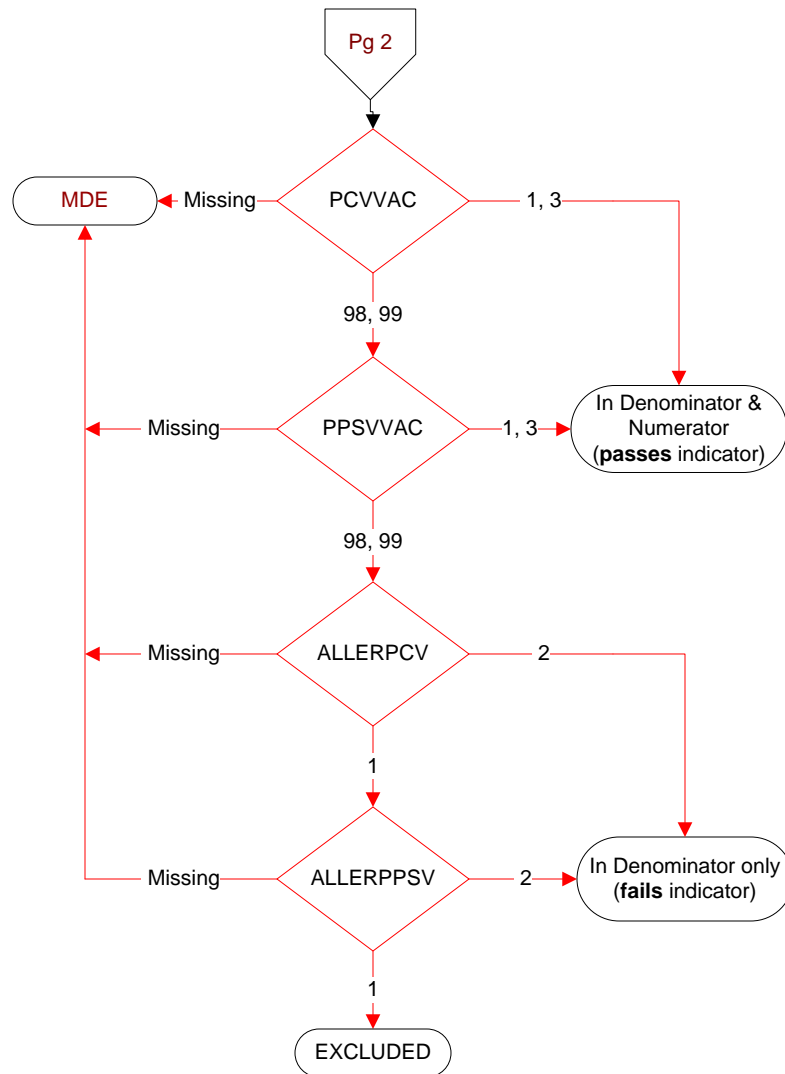 Pg 2
MDE
Missing
PCVVAC
1, 3
98, 99
Missing
PPSVVAC
1, 3
In Denominator &
Numerator
(passes indicator)
98, 99
Missing
ALLERPCV
2
1
Missing
ALLERPPSV
2
In Denominator only
(fails indicator)
1
EXCLUDED